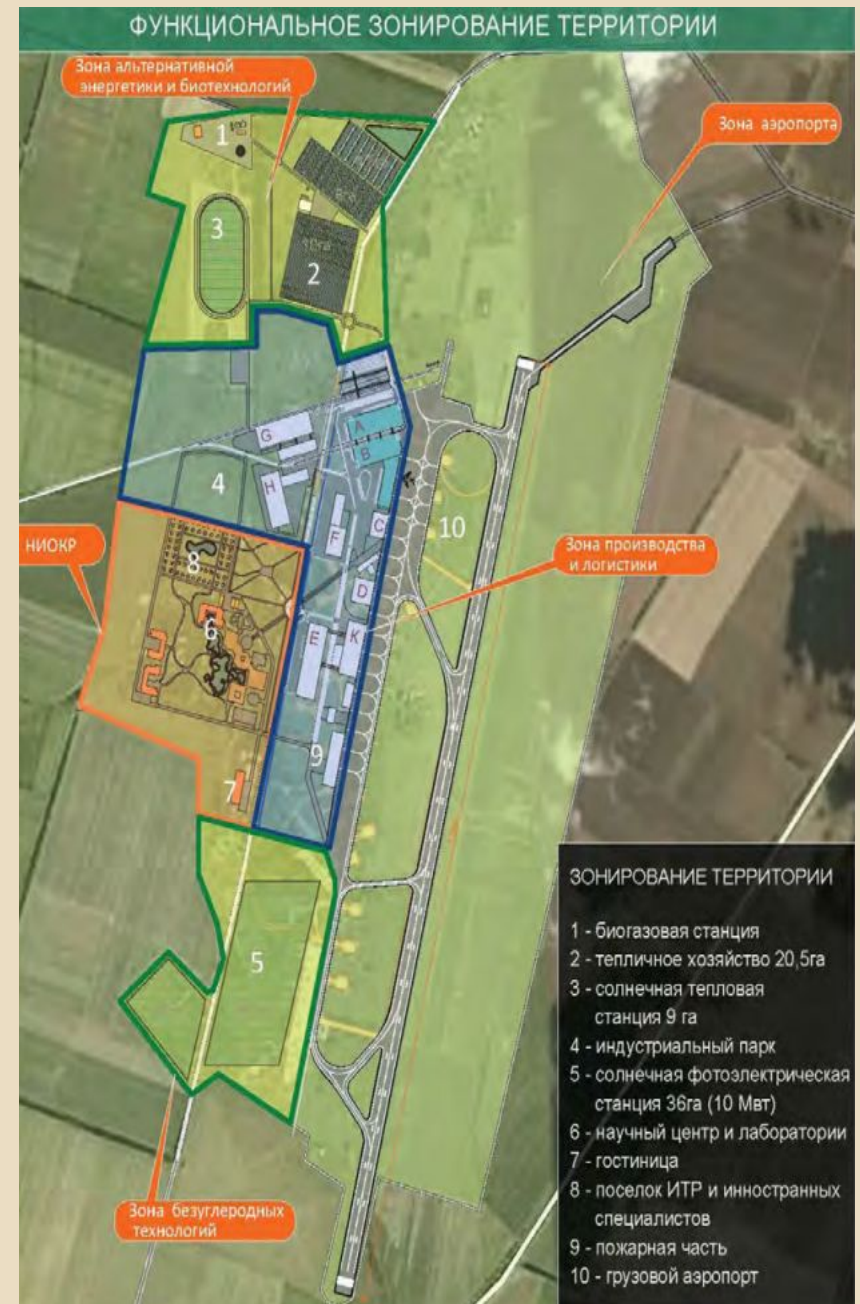 ФУНКЦИОНАЛЬНОЕ ЗОНИРОВАНИЕ ТЕРРИТОРИИ
Зона альтернативной
энергетики и биотехнологий
Зона аэропорта
1
3
2
A
G
B
4
H
10
C
F
НИОКР
Зона производства
и логистики
8
D
6
E
K
9
7
5
Зона безуглеродных
технологий
ЗОНИРОВАНИЕ ТЕРРИТОРИИ
1 - биогазовая станция
2 - тепличное хозяйство 20,5га
3 - солнечная тепловая
станция 9 га
4 - индустриальный парк
5 - солнечная фотоэлектрическая
станция 36га (10 Мвт)
6 - научный центр и лаборатории
7 - гостиница
8 - поселок ИТР и инностранных
специалистов
9 - пожарная часть
10 - грузовой аэропорт